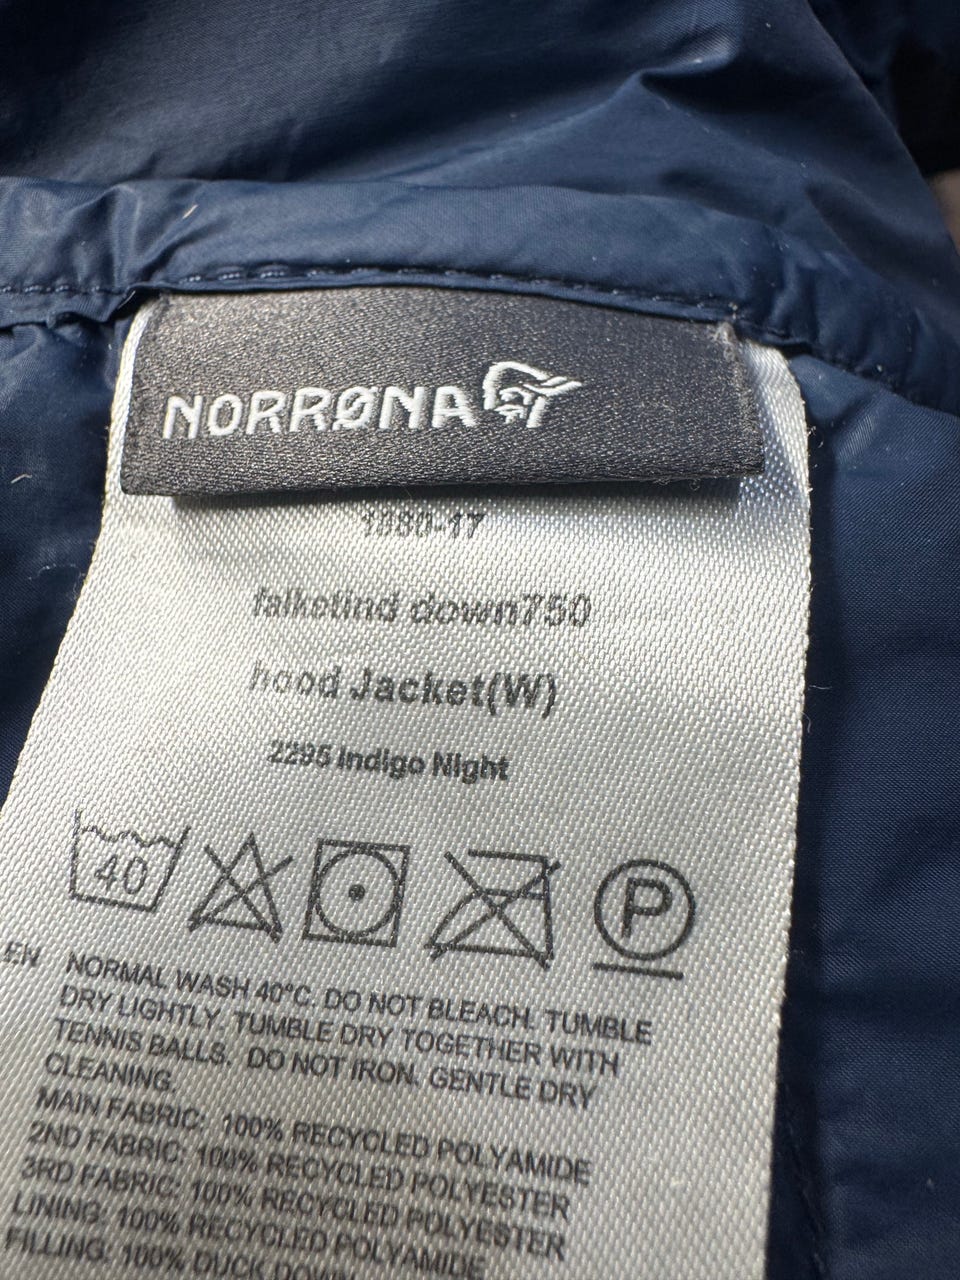 NORRØNA
falketind down750
hood Jacket(W)
2295 Indigo Night
40
P
EN NORMAL WASH 40°C. DO NOT BLEACH. TUMBLE
DRY LIGHTLY. TUMBLE DRY TOGETHER WITH
TENNIS BALLS. DO NOT IRON. GENTLE DRY
CLEANING.
MAIN FABRIC: 100% RECYCLED POLYAMIDE
2ND FABRIC: 100% RECYCLED POLYESTER
3RD FABRIC: 100% RECYCLED POLYESTER
LINING: 100% RECYCLED POLYAMIDE
FILLING: 100% DUCK DOWN